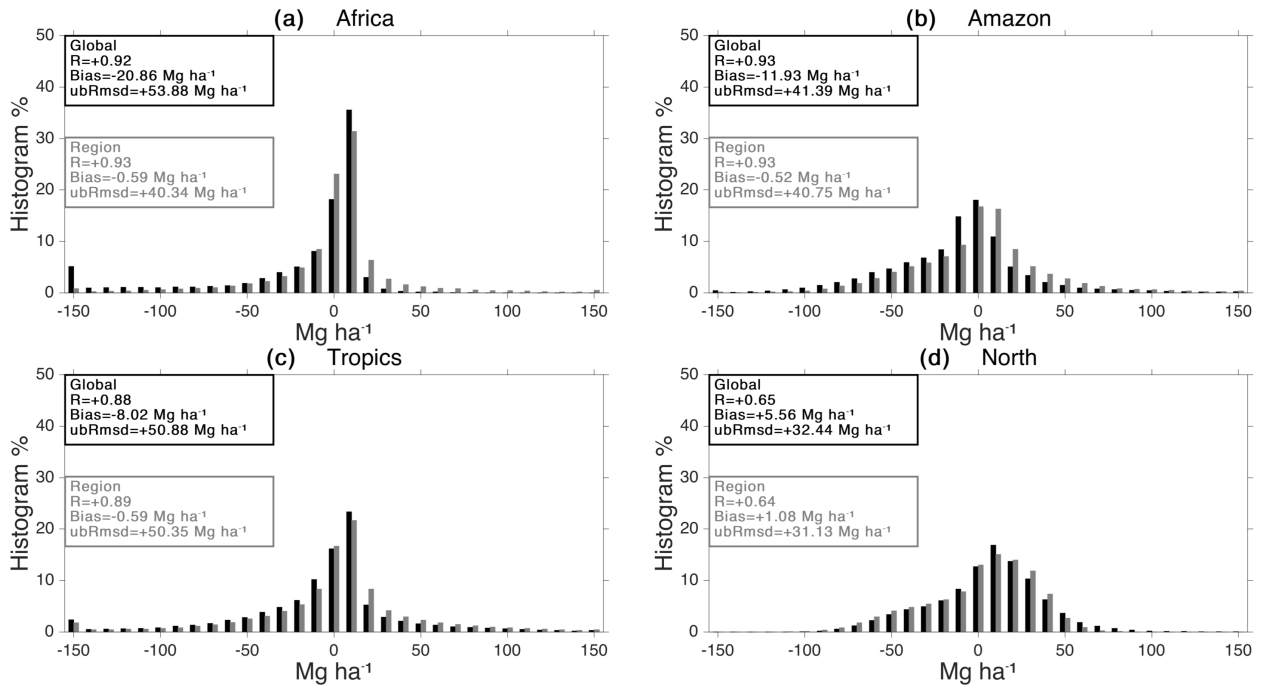 (a) Africa
50
40
30
20
10
0
Histogram %
Global
R=+0.92
Bias=-20.86 Mg ha⁻¹
ubRmsd=+53.88 Mg ha⁻¹
Region
R=+0.93
Bias=-0.59 Mg ha⁻¹
ubRmsd=+40.34 Mg ha⁻¹
-150 -100 -50 0 50 100 150
Mg ha⁻¹
(b) Amazon
50
40
30
20
10
0
Histogram %
Global
R=+0.93
Bias=-11.93 Mg ha⁻¹
ubRmsd=+41.39 Mg ha⁻¹
Region
R=+0.93
Bias=-0.52 Mg ha⁻¹
ubRmsd=+40.75 Mg ha⁻¹
-150 -100 -50 0 50 100 150
Mg ha⁻¹
(c) Tropics
50
40
30
20
10
0
Histogram %
Global
R=+0.88
Bias=-8.02 Mg ha⁻¹
ubRmsd=+50.88 Mg ha⁻¹
Region
R=+0.89
Bias=-0.59 Mg ha⁻¹
ubRmsd=+50.35 Mg ha⁻¹
-150 -100 -50 0 50 100 150
Mg ha⁻¹
(d) North
50
40
30
20
10
0
Histogram %
Global
R=+0.65
Bias=+5.56 Mg ha⁻¹
ubRmsd=+32.44 Mg ha⁻¹
Region
R=+0.64
Bias=+1.08 Mg ha⁻¹
ubRmsd=+31.13 Mg ha⁻¹
-150 -100 -50 0 50 100 150
Mg ha⁻¹